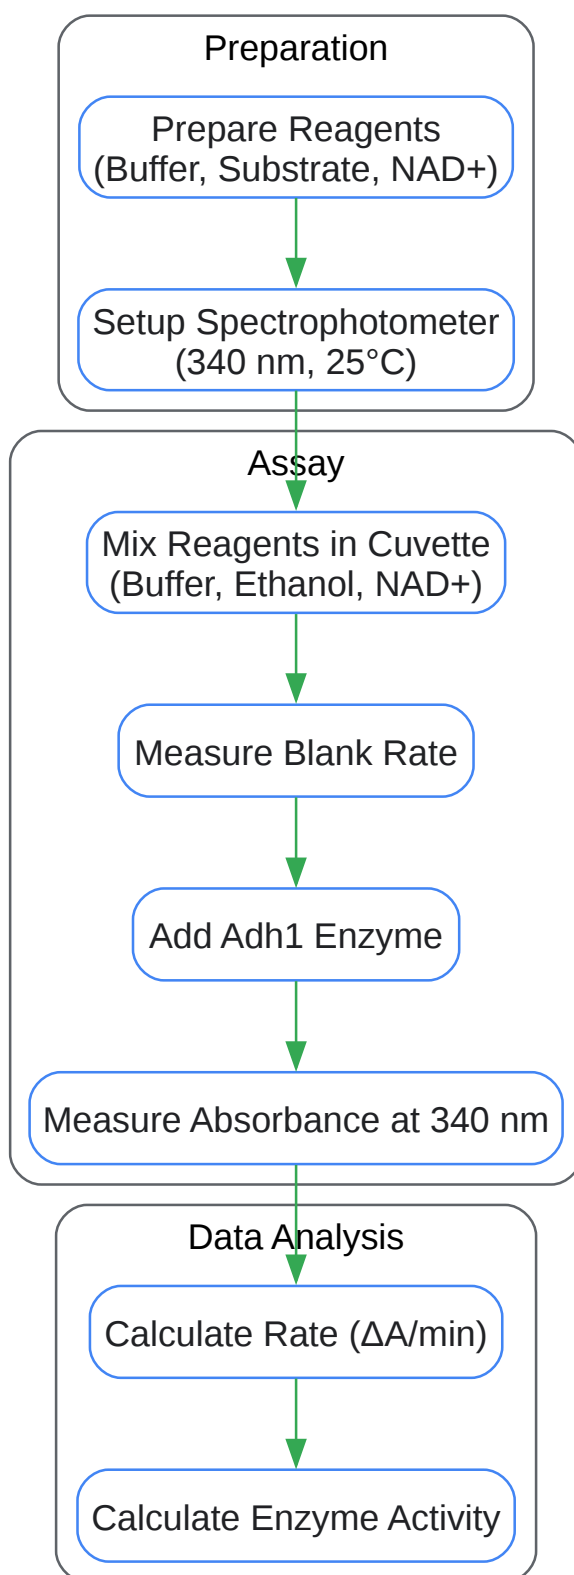 Preparation
Prepare Reagents
(Buffer, Substrate, NAD+)
Setup Spectrophotometer
(340 nm, 25°C)
Assay
Mix Reagents in Cuvette
(Buffer, Ethanol, NAD+)
Measure Blank Rate
Add Adh1 Enzyme
Measure Absorbance at 340 nm
Data Analysis
Calculate Rate (ΔA/min)
Calculate Enzyme Activity